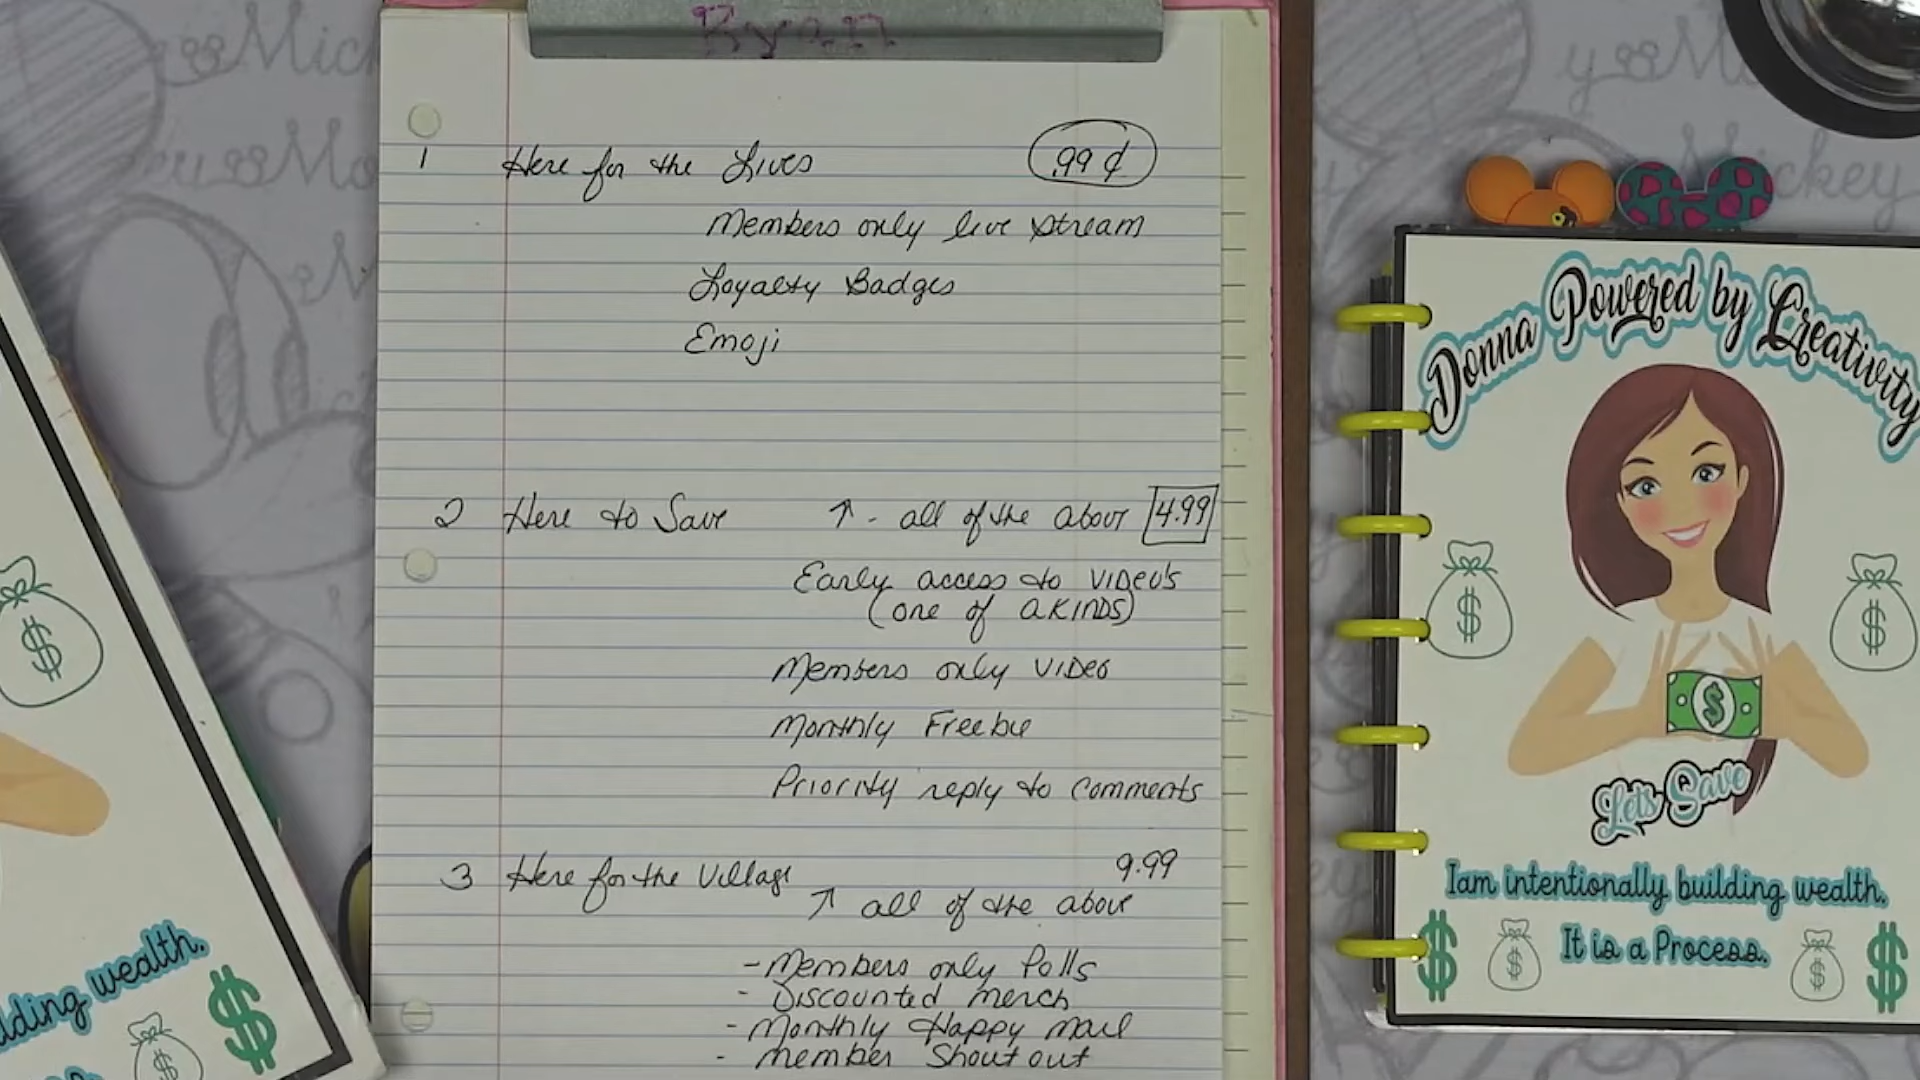 Ryan
1 Here for the Lives .99¢
Members only live stream
Loyalty Badges
Emoji
2 Here to Save ↑ - all of the above 4.99
Early access to VIDEO'S
(one of a KINDS)
Members only VIDEO
Monthly Freebie
Priority reply to comments
3 Here for the Village 9.99
↑ all of the above
- Members only Polls
- Discounted merch
- Monthly Happy mail
- member Shout out
Donna Powered by Creativity
Let's Save
I am intentionally building wealth.
It is a Process.
wealth.
Mickey